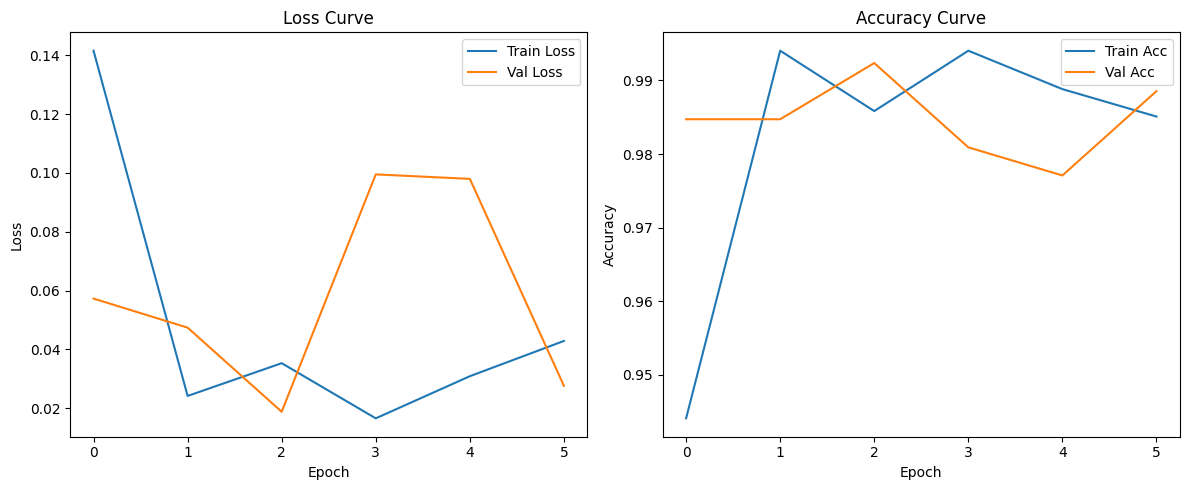 Loss Curve
Train Loss
Val Loss
0.14
0.12
0.10
0.08
0.06
0.04
0.02
Loss
0 1 2 3 4 5
Epoch
Accuracy Curve
Train Acc
Val Acc
0.99
0.98
0.97
0.96
0.95
Accuracy
0 1 2 3 4 5
Epoch